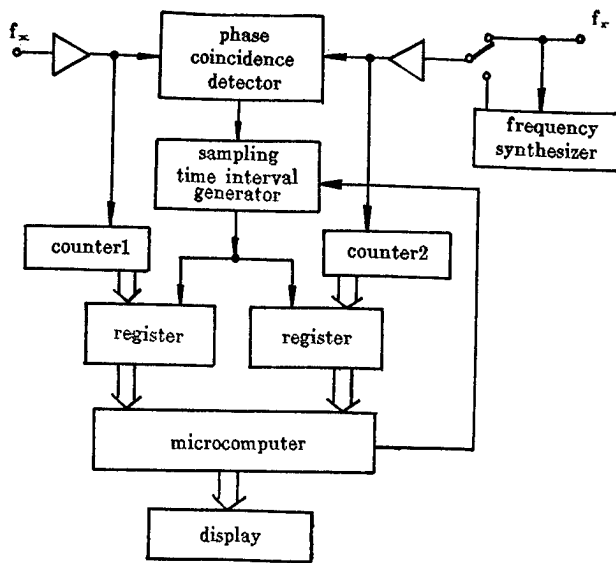 fx
phase
coincidence
detector
fr
frequency
synthesizer
sampling
time interval
generator
counter1
counter2
register
register
microcomputer
display